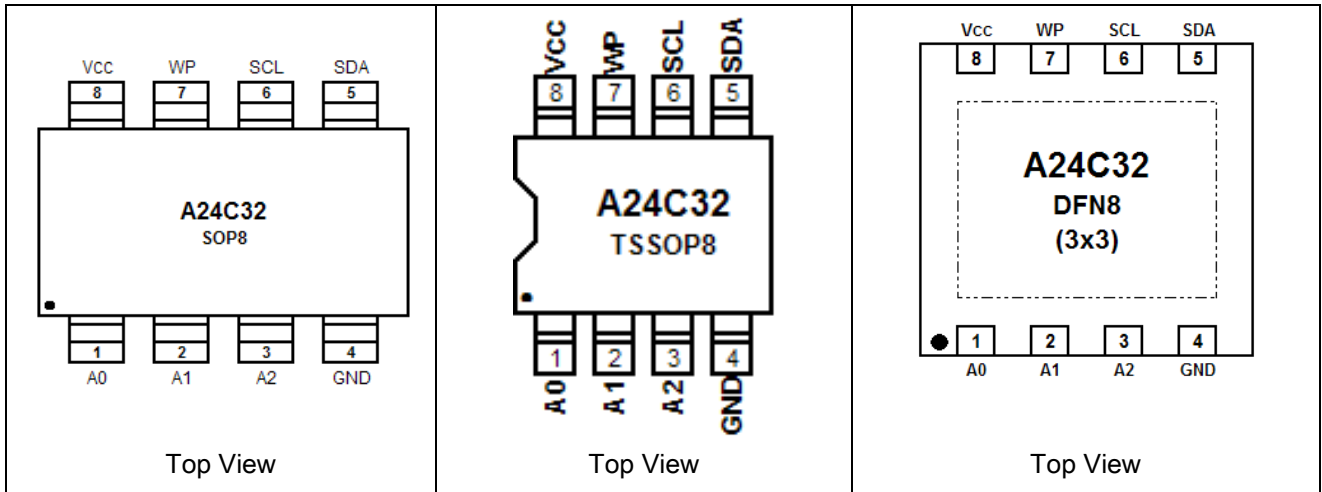 Vcc WP SCL SDA
8 7 6 5
A24C32
SOP8
1 2 3 4
A0 A1 A2 GND
Top View
VCC WP SCL SDA
8 7 6 5
A24C32
TSSOP8
1 2 3 4
A0 A1 A2 GND
Top View
Vcc WP SCL SDA
8 7 6 5
A24C32
DFN8
(3x3)
1 2 3 4
A0 A1 A2 GND
Top View